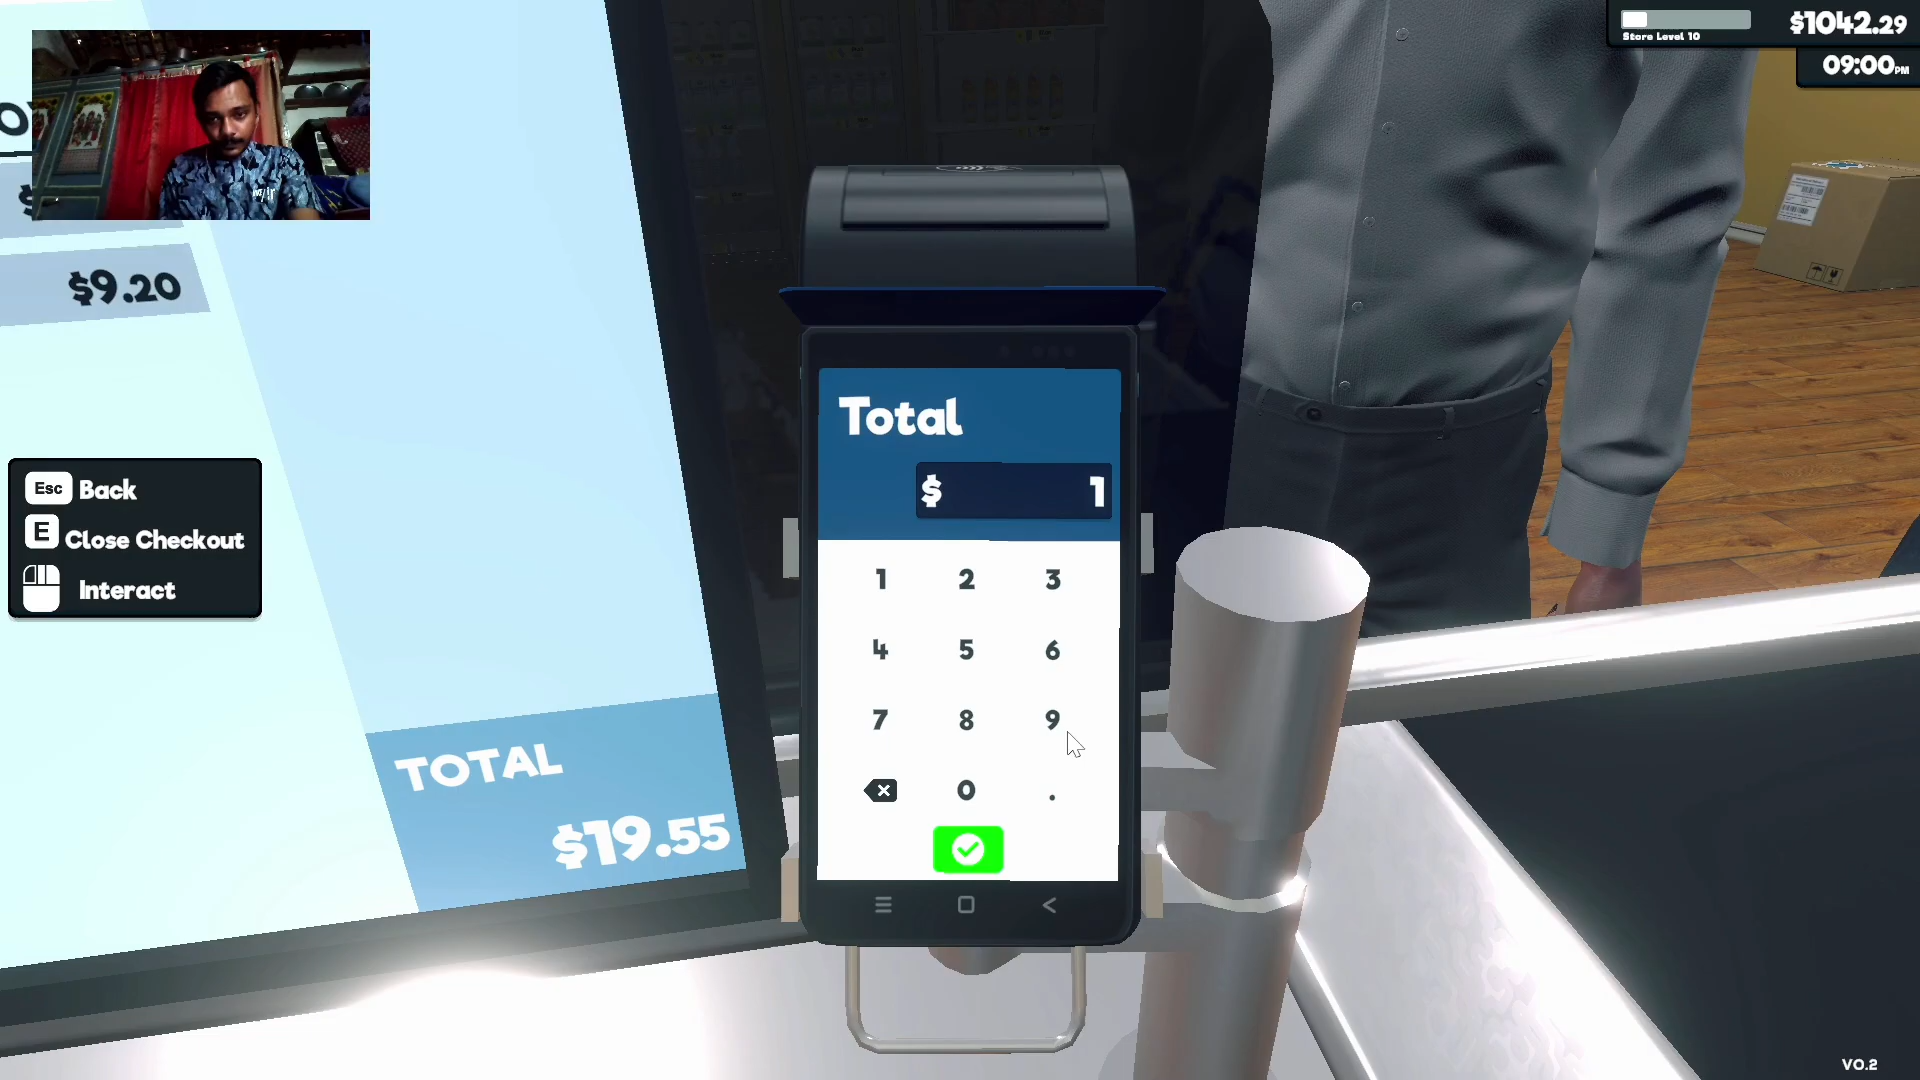 $1042.29
Store Level 10
09:00PM
$9.20
Total
$ 1
Esc Back
E Close Checkout
Interact
1 2 3
4 5 6
7 8 9
0 .
TOTAL
$19.55
V0.2